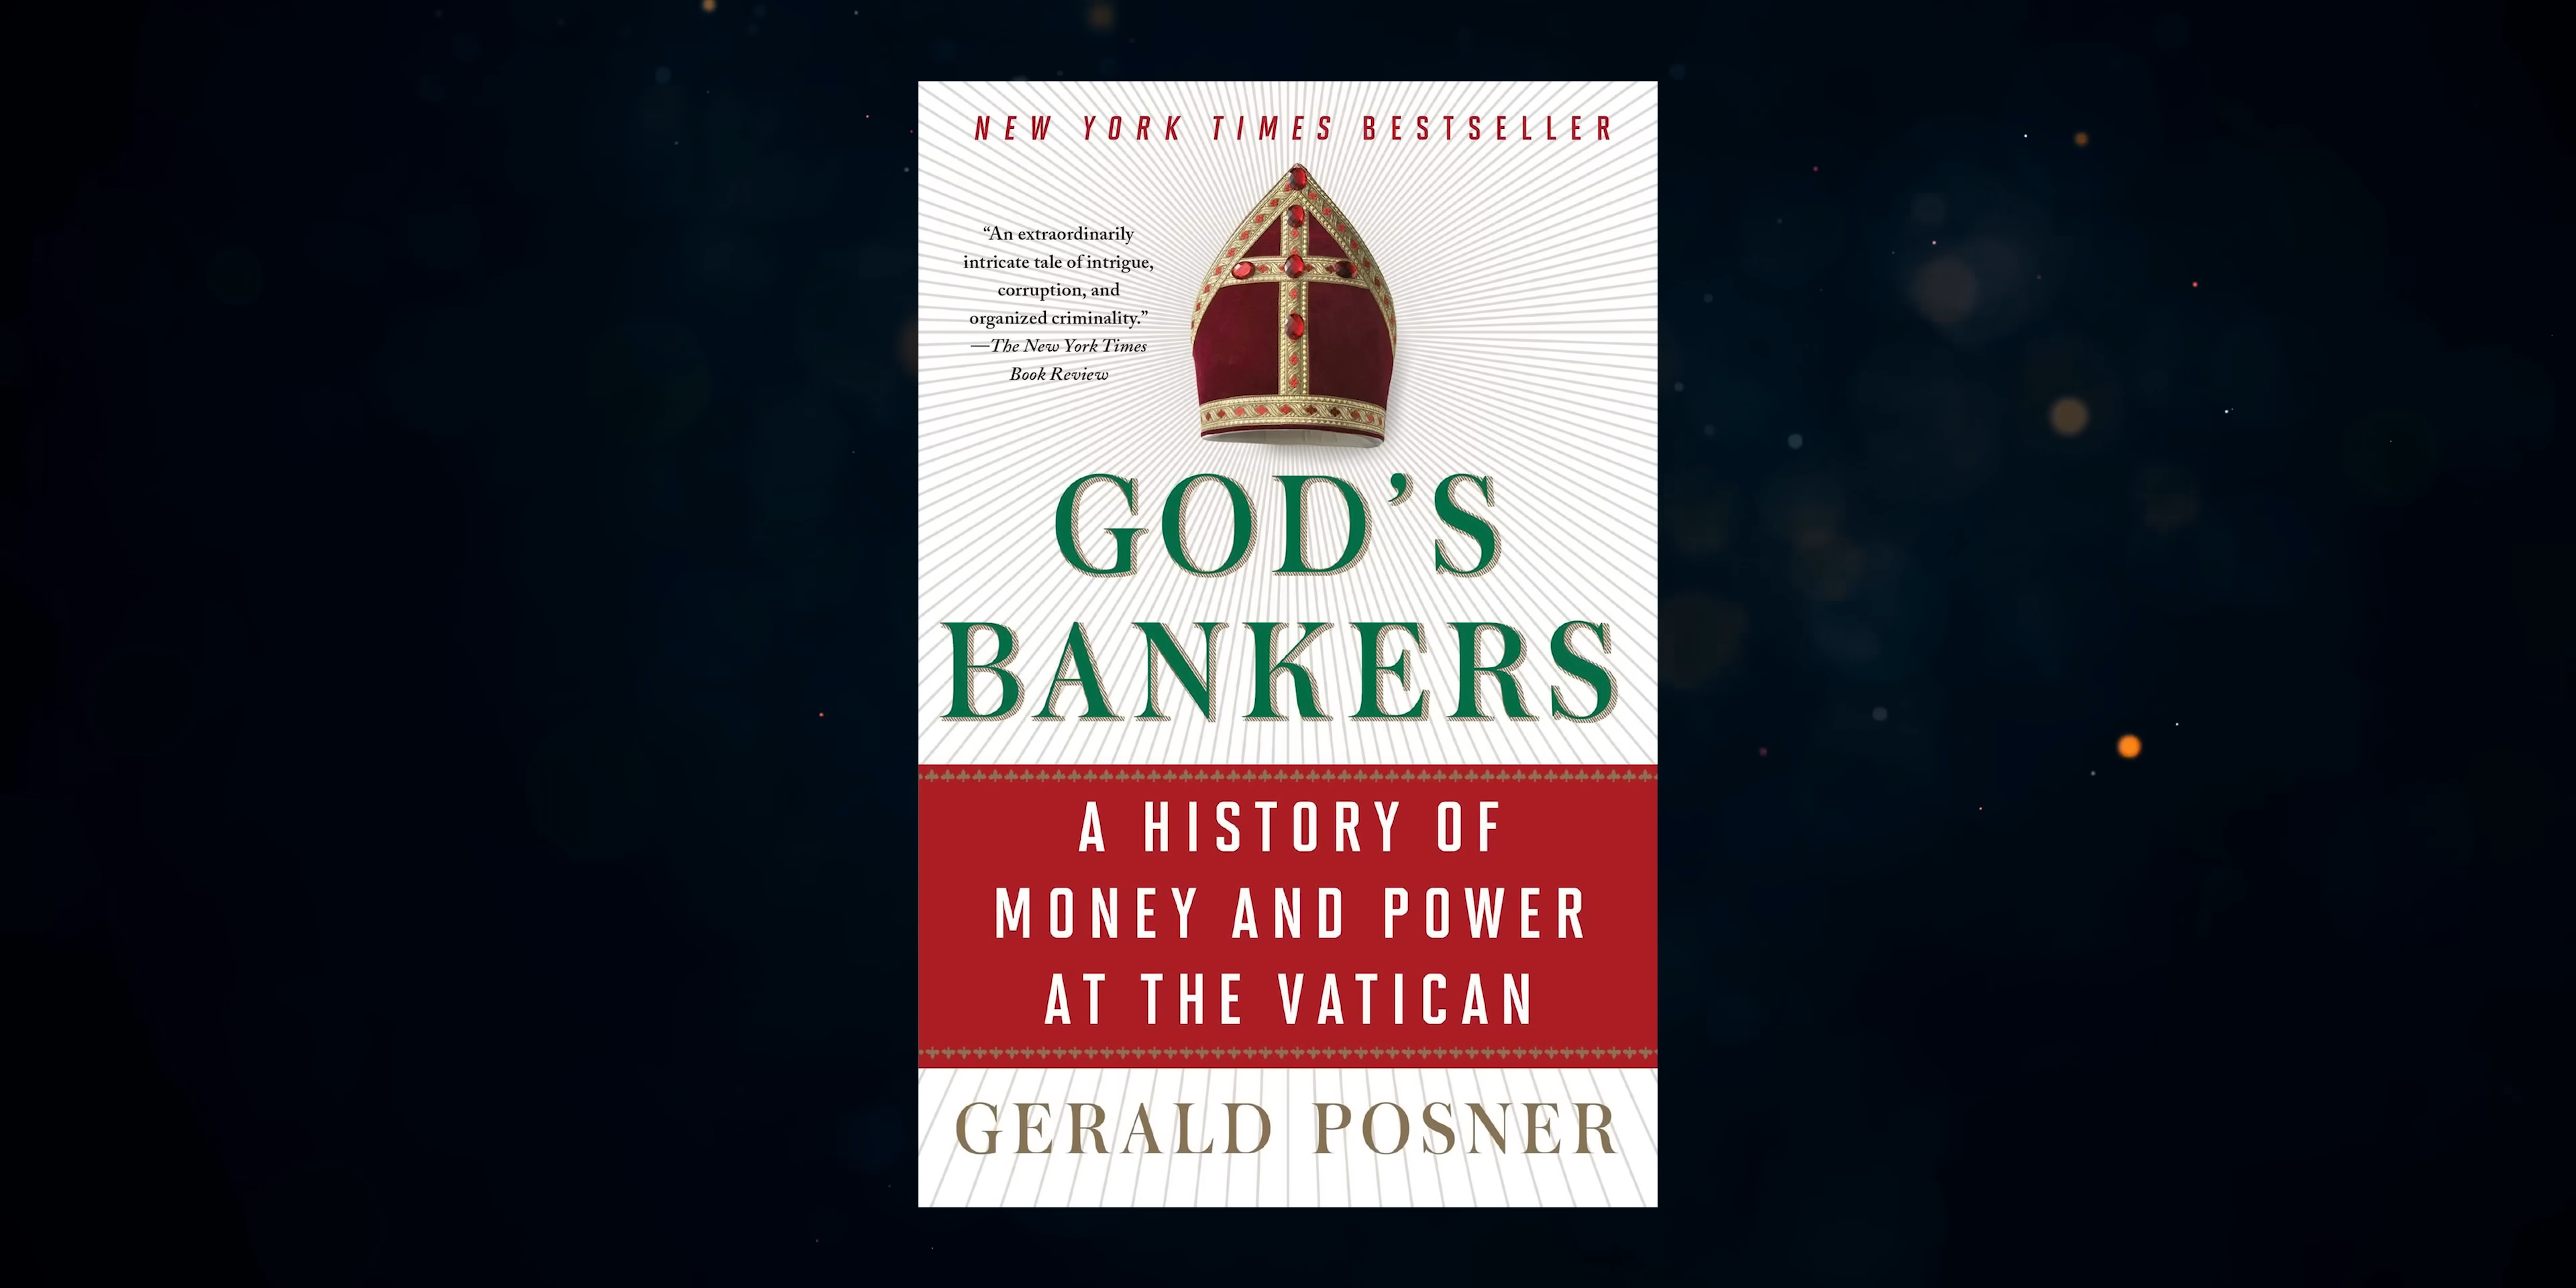 NEW YORK TIMES BESTSELLER
“An extraordinarily
intricate tale of intrigue,
corruption, and
organized criminality.”
—The New York Times
Book Review
GOD’S
BANKERS
A HISTORY OF
MONEY AND POWER
AT THE VATICAN
GERALD POSNER